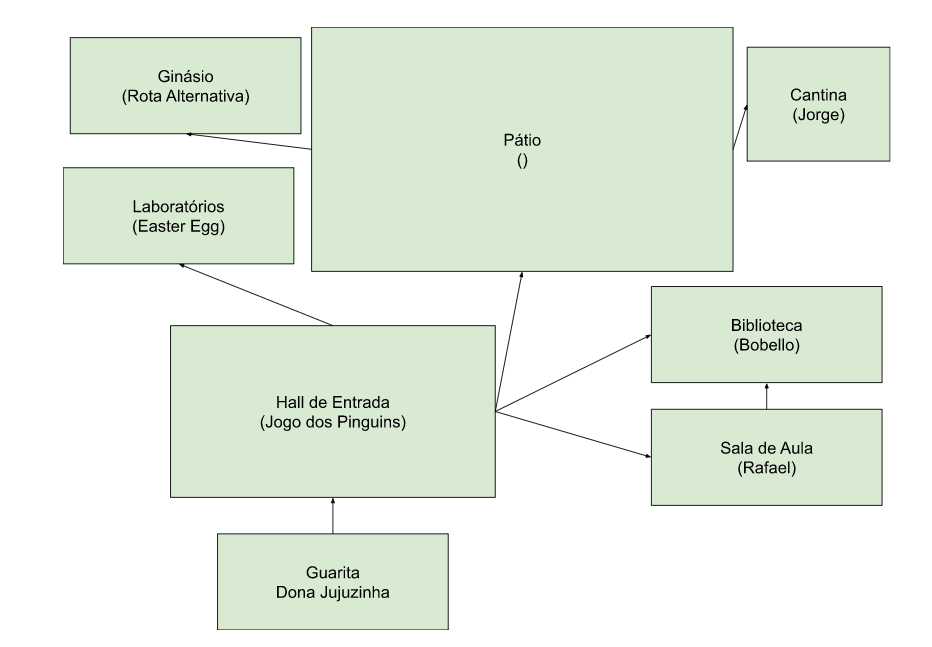 Ginásio
(Rota Alternativa)
Pátio
()
Cantina
(Jorge)
Laboratórios
(Easter Egg)
Biblioteca
(Bobello)
Hall de Entrada
(Jogo dos Pinguins)
Sala de Aula
(Rafael)
Guarita
Dona Jujuzinha